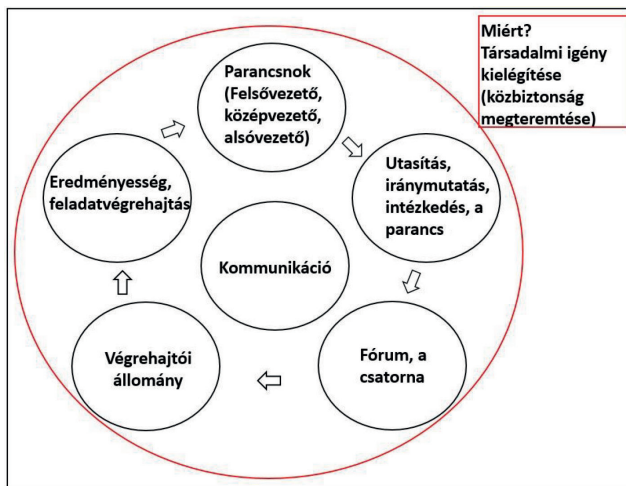 Miért?
Társadalmi igény
kielégítése
(közbiztonság
megteremtése)
Parancsnok
(Felsővezető,
középvezető,
alsóvezető)
Utasítás,
iránymutatás,
intézkedés, a
parancs
Fórum, a
csatorna
Végrehajtói
állomány
Eredményesség,
feladatvégrehajtás
Kommunikáció